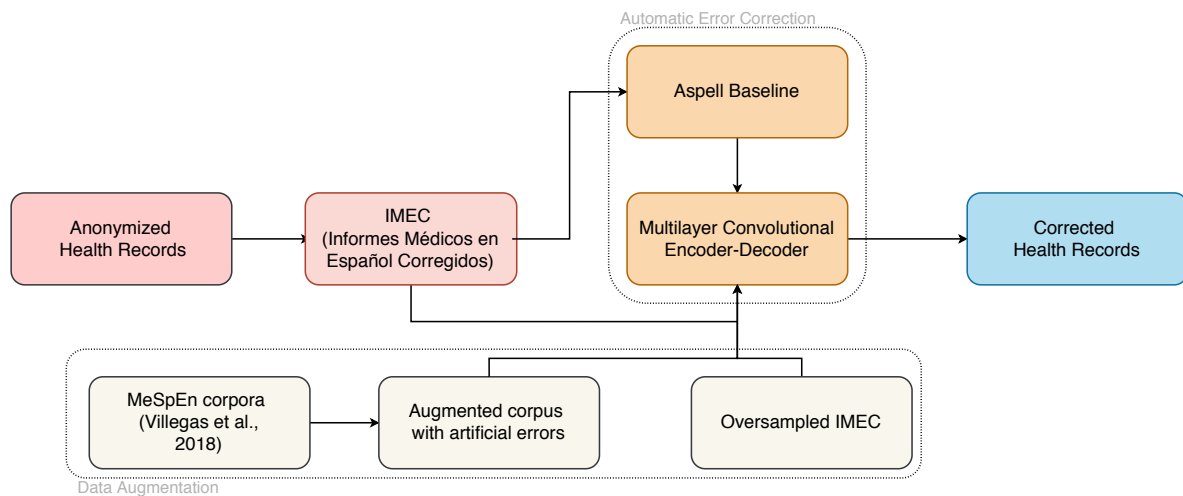 Automatic Error Correction
Aspell Baseline
Anonymized
Health Records
IMEC
(Informes Médicos en
Español Corregidos)
Multilayer Convolutional
Encoder-Decoder
Corrected
Health Records
MeSpEn corpora
(Villegas et al.,
2018)
Augmented corpus
with artificial errors
Oversampled IMEC
Data Augmentation